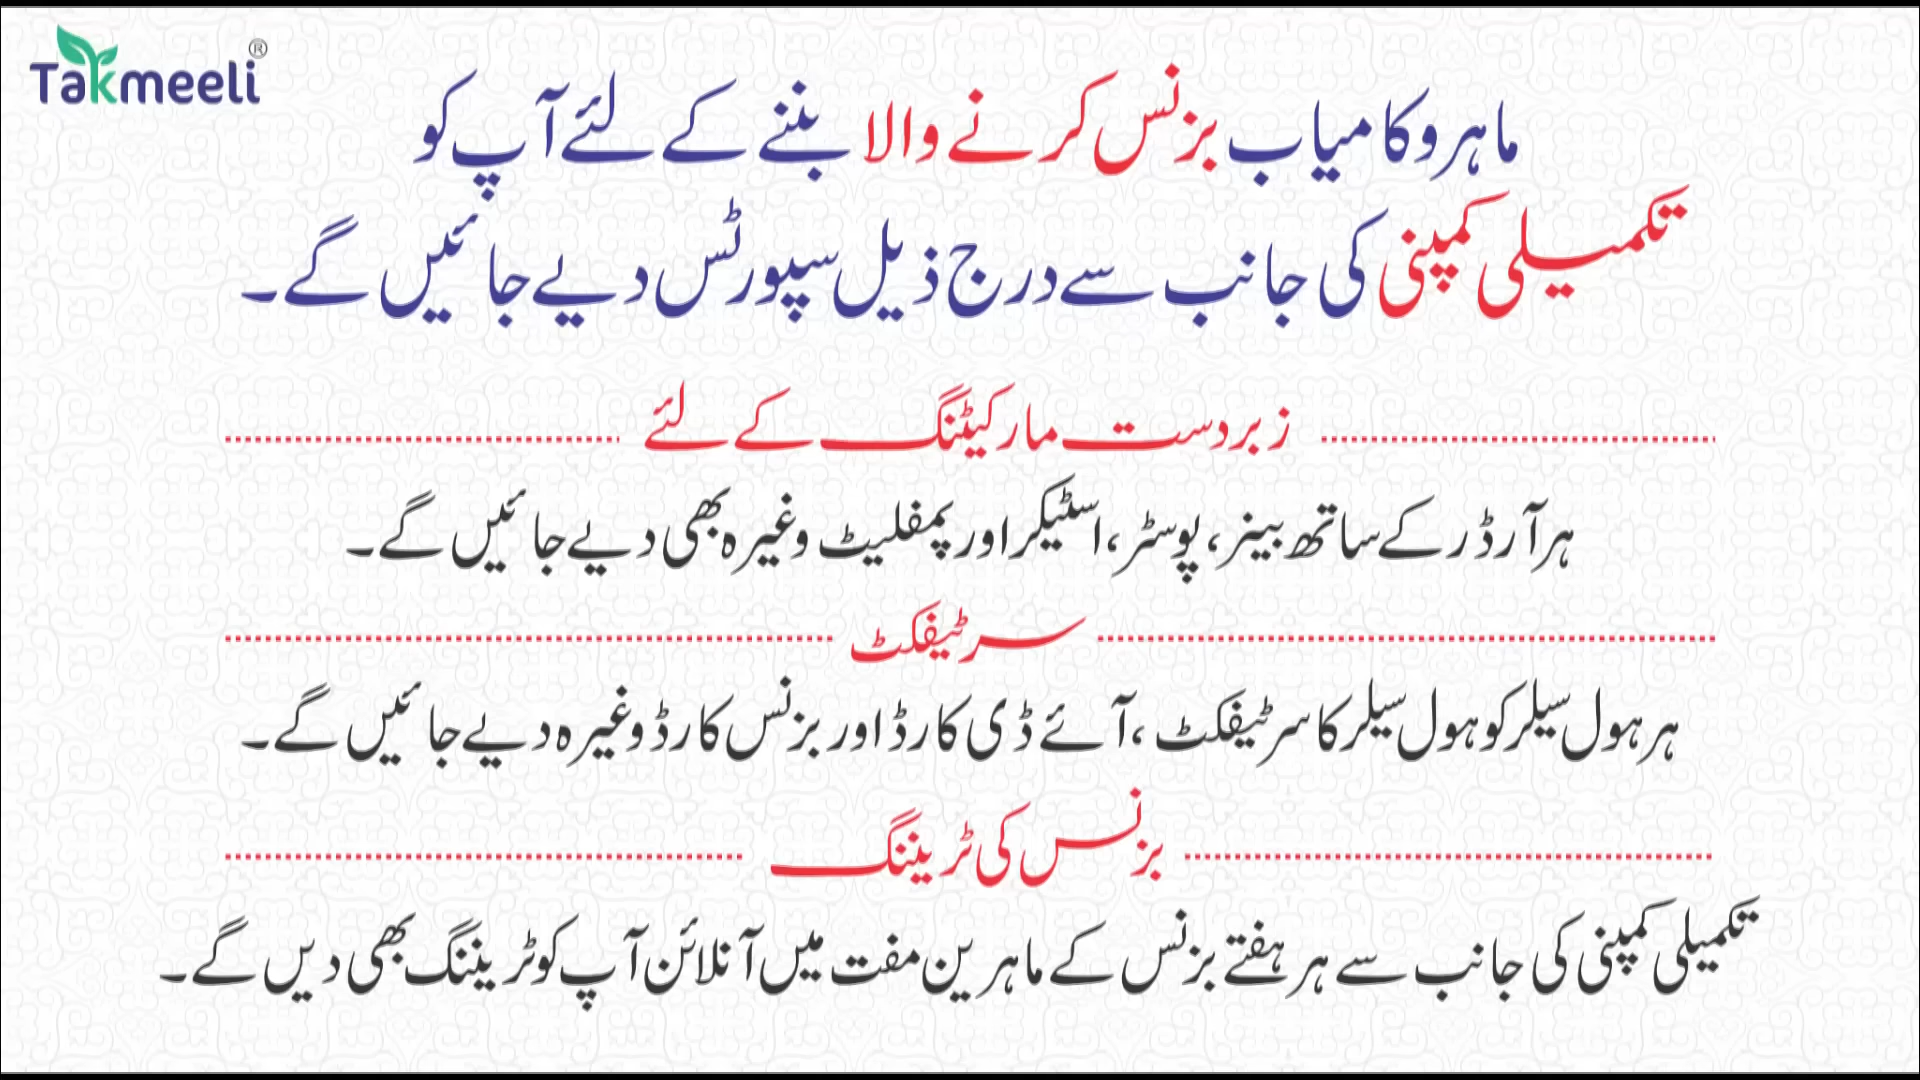 Takmeeli®
ماہر و کامیاب بزنس کرنے والا بننے کے لئے آپ کو
تکمیلی کمپنی کی جانب سے درج ذیل سپورٹس دیے جائیں گے۔
زبردست مارکیٹنگ کے لئے
ہر آرڈر کے ساتھ بینر، پوسٹر، اسٹیکر اور پمفلیٹ وغیرہ بھی دیے جائیں گے۔
سرٹیفکٹ
ہر ہول سیلر کو ہول سیلر کا سرٹیفکٹ، آئے ڈی کارڈ اور بزنس کارڈ وغیرہ دیے جائیں گے۔
بزنس کی ٹریننگ
تکمیلی کمپنی کی جانب سے ہر ہفتے بزنس کے ماہرین مفت میں آنلائن آپ کو ٹریننگ بھی دیں گے۔